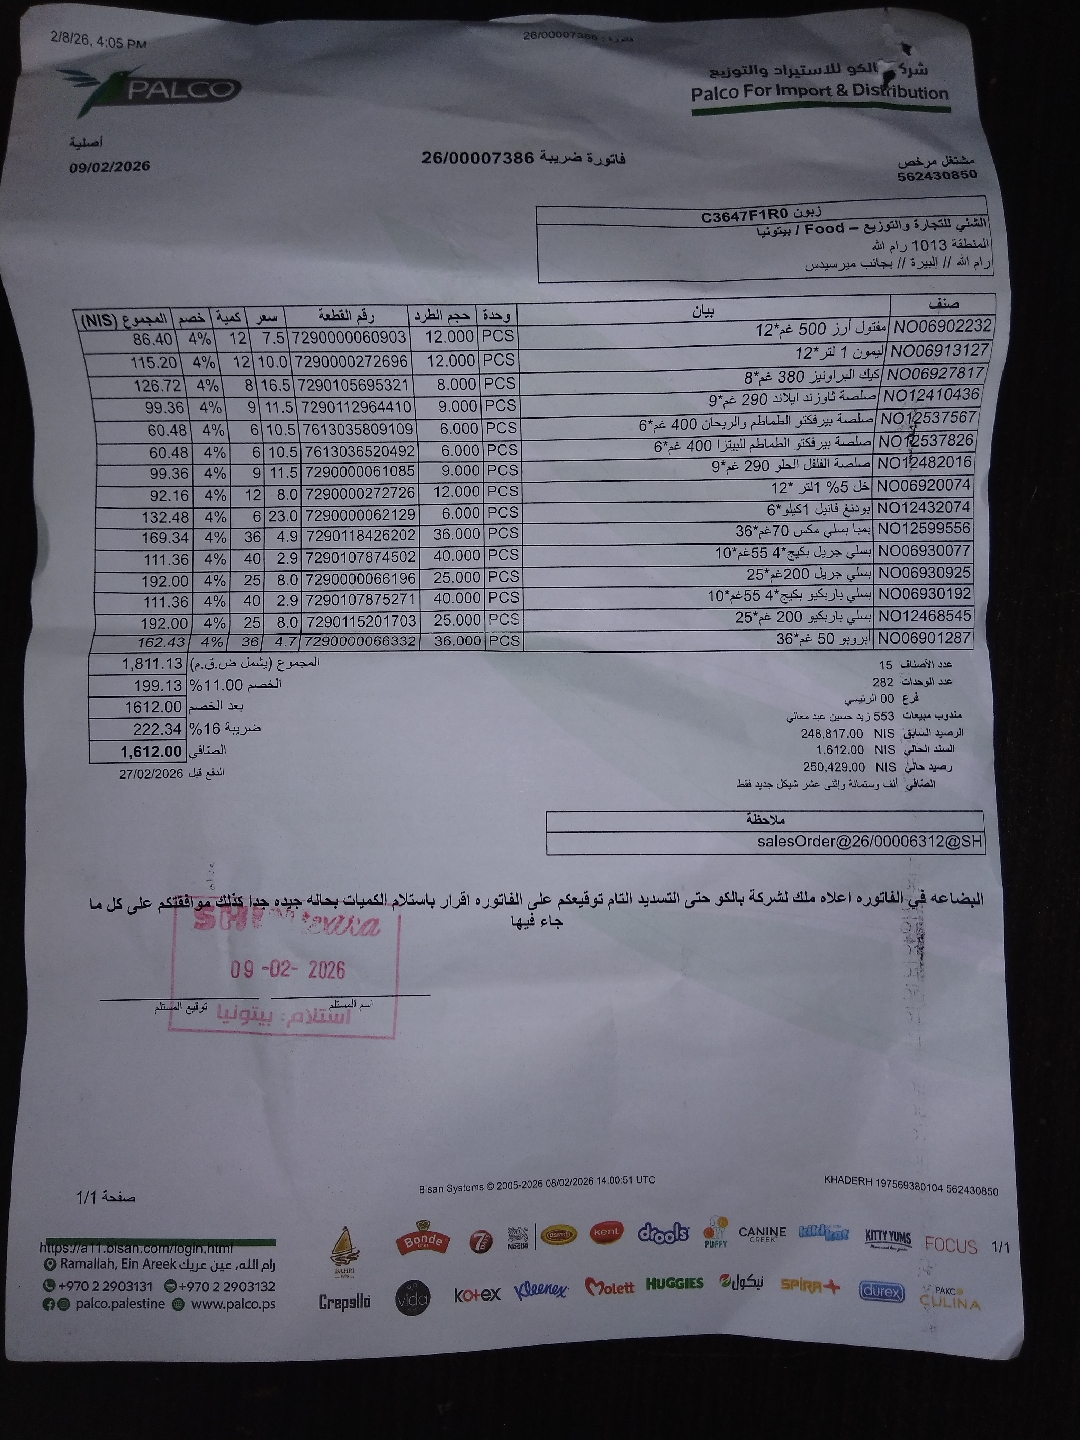 2/8/26, 4:05 PM
فاتورة : 26/00007386
PALCO
شركة بالكو للاستيراد والتوزيع
Palco For Import & Distribution
أصلية
09/02/2026
فاتورة ضريبة 26/00007386
مشتغل مرخص
562430850
زبون C3647F1R0
الشني للتجارة والتوزيع – Food / بيتونيا
المنطقة 1013 رام الله
رام الله // البيرة // بجانب ميرسيدس
صنف بيان وحدة حجم الطرد رقم القطعة سعر كمية خصم المجموع (NIS)
NO06902232 مفتول أرز 500 غم*12 PCS 12.000 7290000060903 7.5 12 4% 86.40
NO06913127 ليمون 1 لتر*12 PCS 12.000 7290000272696 10.0 12 4% 115.20
NO06927817 كيك البراونيز 380 غم*8 PCS 8.000 7290105695321 16.5 8 4% 126.72
NO12410436 صلصة ثاوزند ايلاند 290 غم*9 PCS 9.000 7290112964410 11.5 9 4% 99.36
NO12537567 صلصة بيرفكتو الطماطم والريحان 400 غم*6 PCS 6.000 7613035809109 10.5 6 4% 60.48
NO12537826 صلصة بيرفكتو الطماطم للبيتزا 400 غم*6 PCS 6.000 7613036520492 10.5 6 4% 60.48
NO12482016 صلصة الفلفل الحلو 290 غم*9 PCS 9.000 7290000061085 11.5 9 4% 99.36
NO06920074 خل 5% 1لتر *12 PCS 12.000 7290000272726 8.0 12 4% 92.16
NO12432074 بودنغ فانيل 1كيلو*6 PCS 6.000 7290000062129 23.0 6 4% 132.48
NO12599556 بمبا بسلي مكس 70غم*36 PCS 36.000 7290118426202 4.9 36 4% 169.34
NO06930077 بسلي جريل بكيج*4 55غم*10 PCS 40.000 7290107874502 2.9 40 4% 111.36
NO06930925 بسلي جريل 200غم*25 PCS 25.000 7290000066196 8.0 25 4% 192.00
NO06930192 بسلي باربكيو بكيج*4 55غم*10 PCS 40.000 7290107875271 2.9 40 4% 111.36
NO12468545 بسلي باربكيو 200 غم*25 PCS 25.000 7290115201703 8.0 25 4% 192.00
NO06901287 ابروبو 50 غم*36 PCS 36.000 7290000066332 4.7 36 4% 162.43
المجموع (يشمل ض.ق.م) 1,811.13
الخصم 11.00% 199.13
بعد الخصم 1612.00
ضريبة 16% 222.34
الصّافي 1,612.00
الدفع قبل 27/02/2026
عدد الأصناف 15
عدد الوحدات 282
فرع 00 الرئيسي
مندوب مبيعات 553 زيد حسين عبد معالي
الرصيد السابق NIS 248,817.00
السند الحالي NIS 1,612.00
رصيد حالي NIS 250,429.00
الصّافي ألف وستمائة واثنى عشر شيكل جديد فقط
ملاحظة
salesOrder@26/00006312@SH
البضاعه في الفاتوره اعلاه ملك لشركة بالكو حتى التسديد التام توقيعكم على الفاتوره اقرار باستلام الكميات بحاله جيده جدا كذلك موافقتكم على كل ما
جاء فيها
09 -02- 2026
اسم المستلم توقيع المستلم
استلام: بيتونيا
صفحة 1/1
Bisan Systems © 2005-2026 08/02/2026 14:00:51 UTC
KHADERH 197569380104 562430850
https://a11.bisan.com/login.html
Ramallah, Ein Areek رام الله، عين عريك
+970 2 2903131 +970 2 2903132
palco.palestine www.palco.ps
BAHRI Bonde 7 DAYS Nestlé Osem Kent drools PUFFY CANINE CREEK kitkat KITTY YUMS FOCUS 1/1
Crepello vida kotex Kleenex Molett HUGGIES نيكول SPIRA+ durex PAKO CULINA